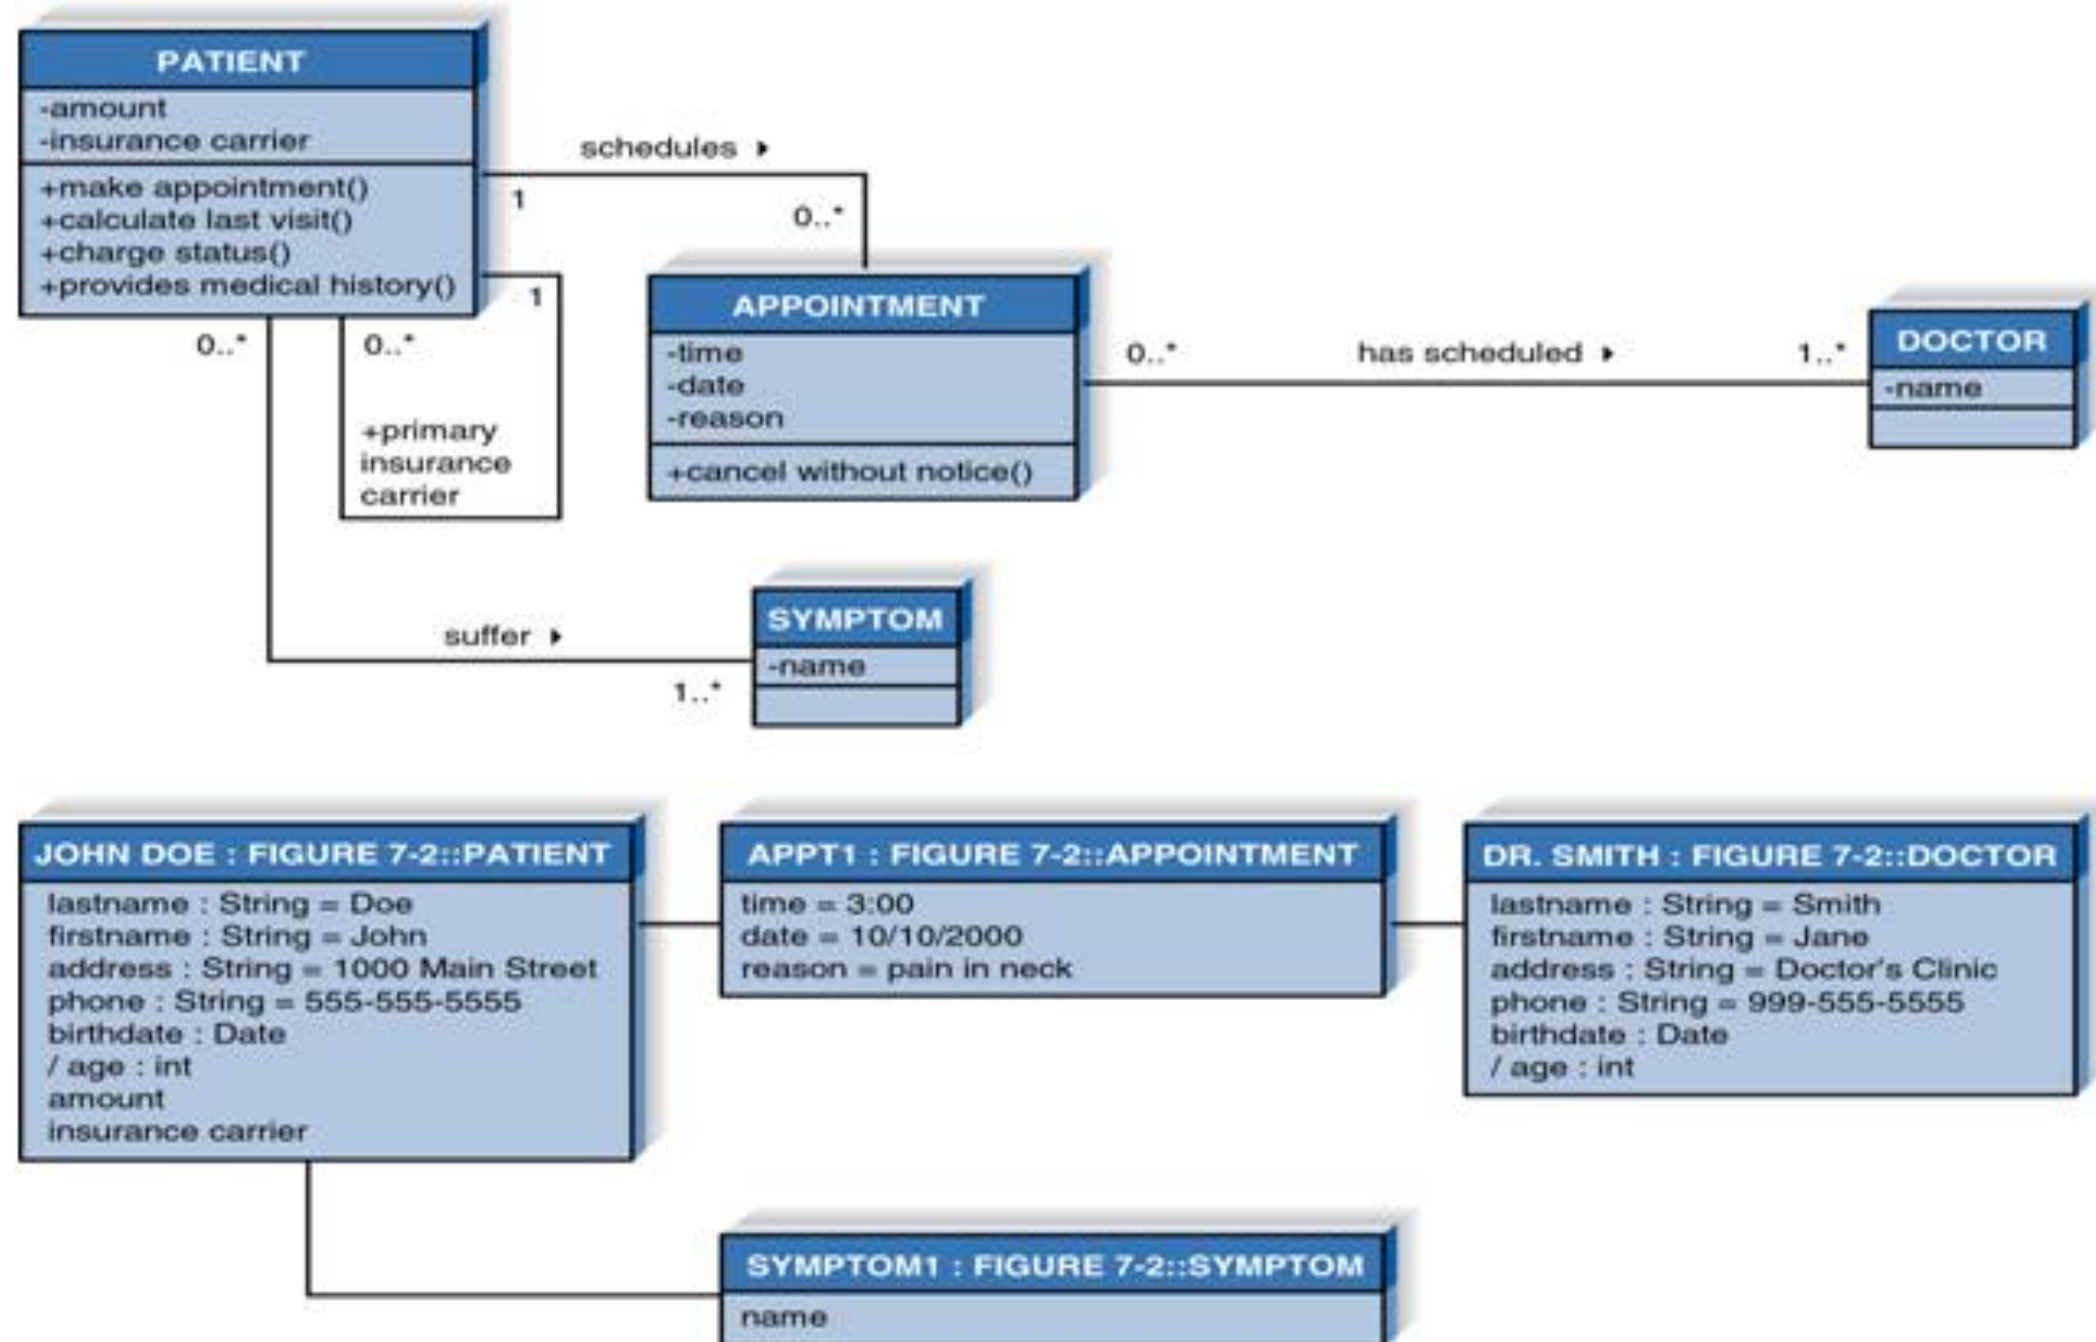 PATIENT
-amount
-insurance carrier
+make appointment()
+calculate last visit()
+charge status()
+provides medical history()
schedules ▸
1
0..*
1
0..*
0..*
+primary
insurance
carrier
APPOINTMENT
-time
-date
-reason
+cancel without notice()
0..*
has scheduled ▸
1..*
DOCTOR
-name
suffer ▸
1..*
SYMPTOM
-name
JOHN DOE : FIGURE 7-2::PATIENT
lastname : String = Doe
firstname : String = John
address : String = 1000 Main Street
phone : String = 555-555-5555
birthdate : Date
/ age : int
amount
insurance carrier
APPT1 : FIGURE 7-2::APPOINTMENT
time = 3:00
date = 10/10/2000
reason = pain in neck
DR. SMITH : FIGURE 7-2::DOCTOR
lastname : String = Smith
firstname : String = Jane
address : String = Doctor's Clinic
phone : String = 999-555-5555
birthdate : Date
/ age : int
SYMPTOM1 : FIGURE 7-2::SYMPTOM
name